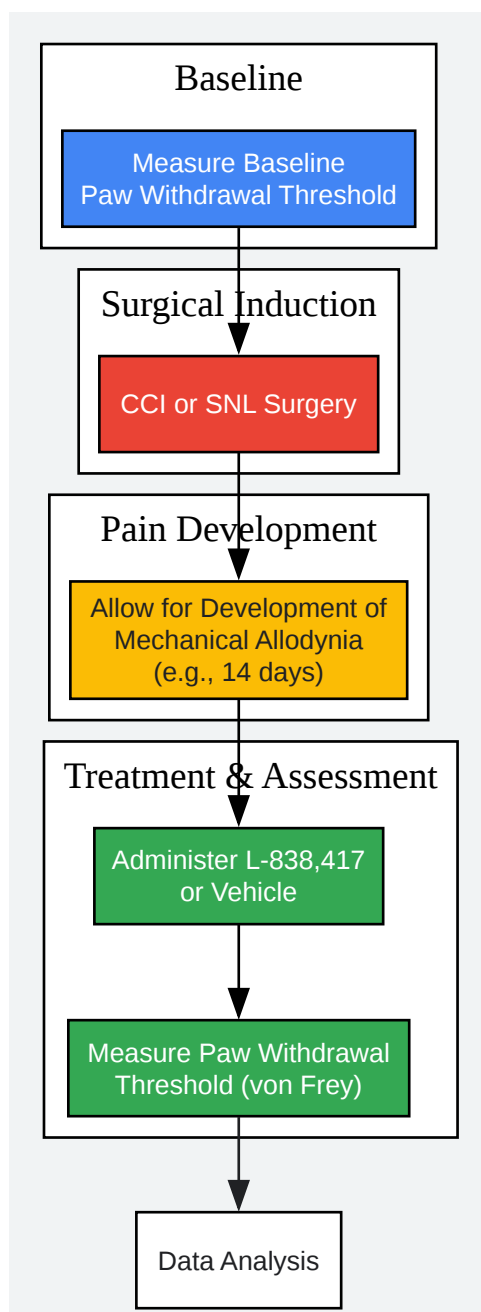 Baseline
Measure Baseline
Paw Withdrawal Threshold
Surgical Induction
CCI or SNL Surgery
Pain Development
Allow for Development of
Mechanical Allodynia
(e.g., 14 days)
Treatment & Assessment
Administer L-838,417
or Vehicle
Measure Paw Withdrawal
Threshold (von Frey)
Data Analysis